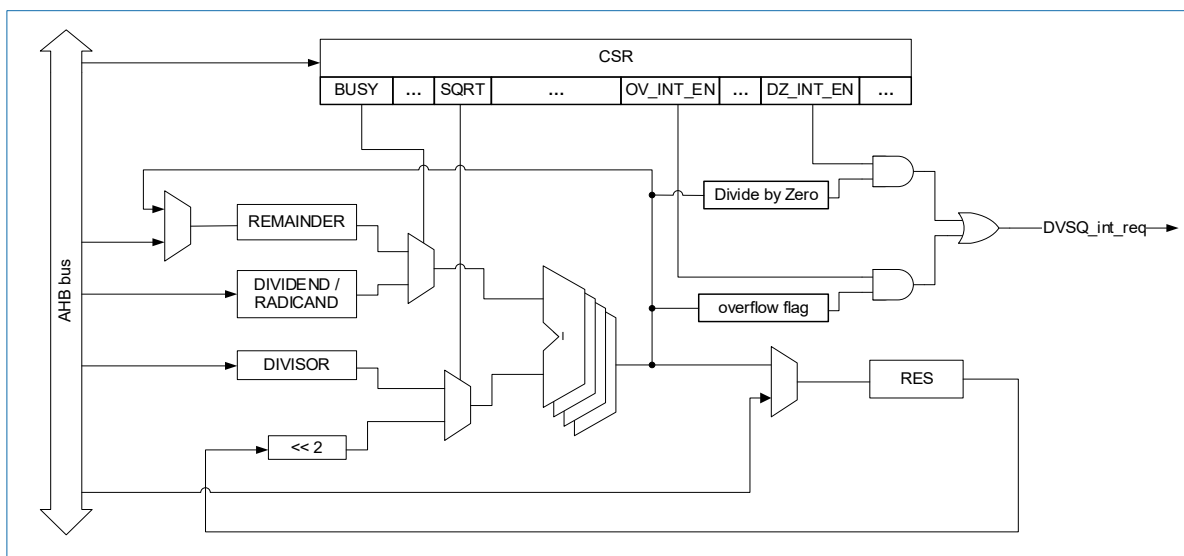 CSR
BUSY ... SQRT ... OV_INT_EN ... DZ_INT_EN ...
Divide by Zero
REMAINDER
DVSQ_int_req
AHB bus
DIVIDEND /
RADICAND
overflow flag
DIVISOR
RES
<< 2